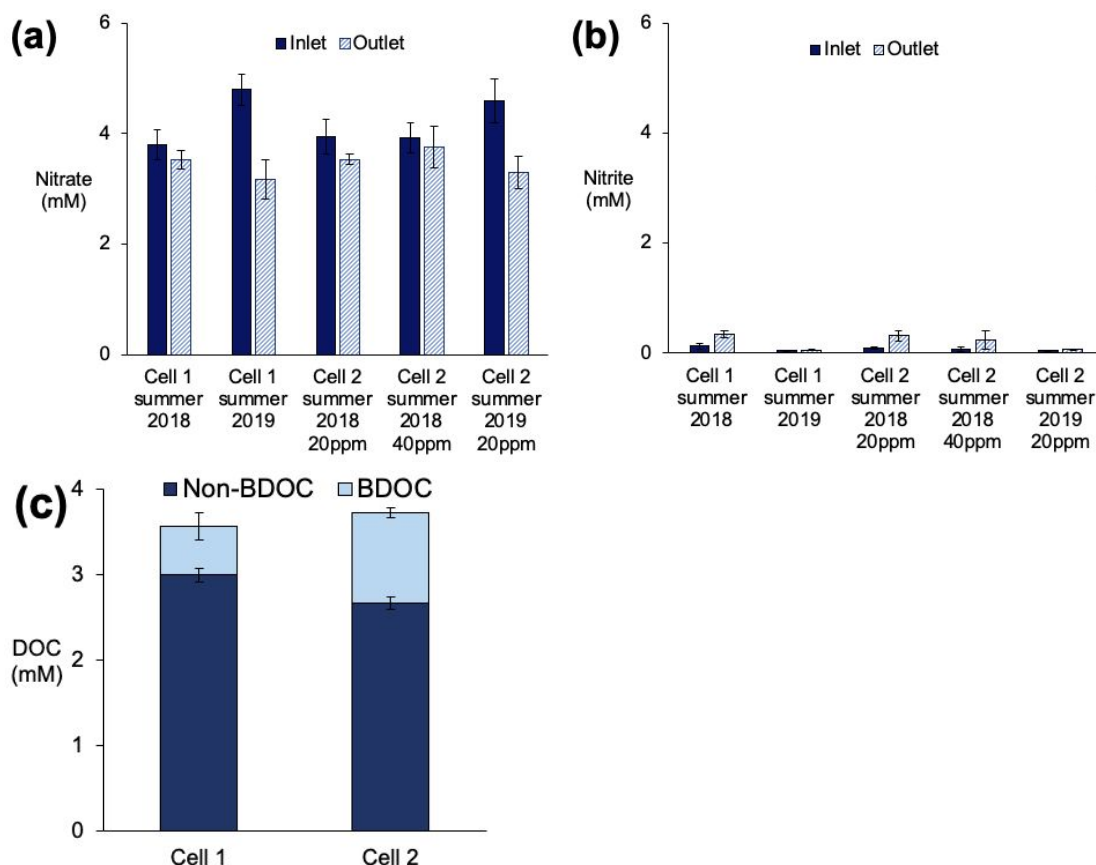 (a)
6
4
2
0
Nitrate
(mM)
Inlet Outlet
Cell 1
summer
2018
Cell 1
summer
2019
Cell 2
summer
2018
20ppm
Cell 2
summer
2018
40ppm
Cell 2
summer
2019
20ppm
(b)
6
4
2
0
Nitrite
(mM)
Inlet Outlet
Cell 1
summer
2018
Cell 1
summer
2019
Cell 2
summer
2018
20ppm
Cell 2
summer
2018
40ppm
Cell 2
summer
2019
20ppm
(c)
4
3
2
1
0
DOC
(mM)
Non-BDOC BDOC
Cell 1
Cell 2